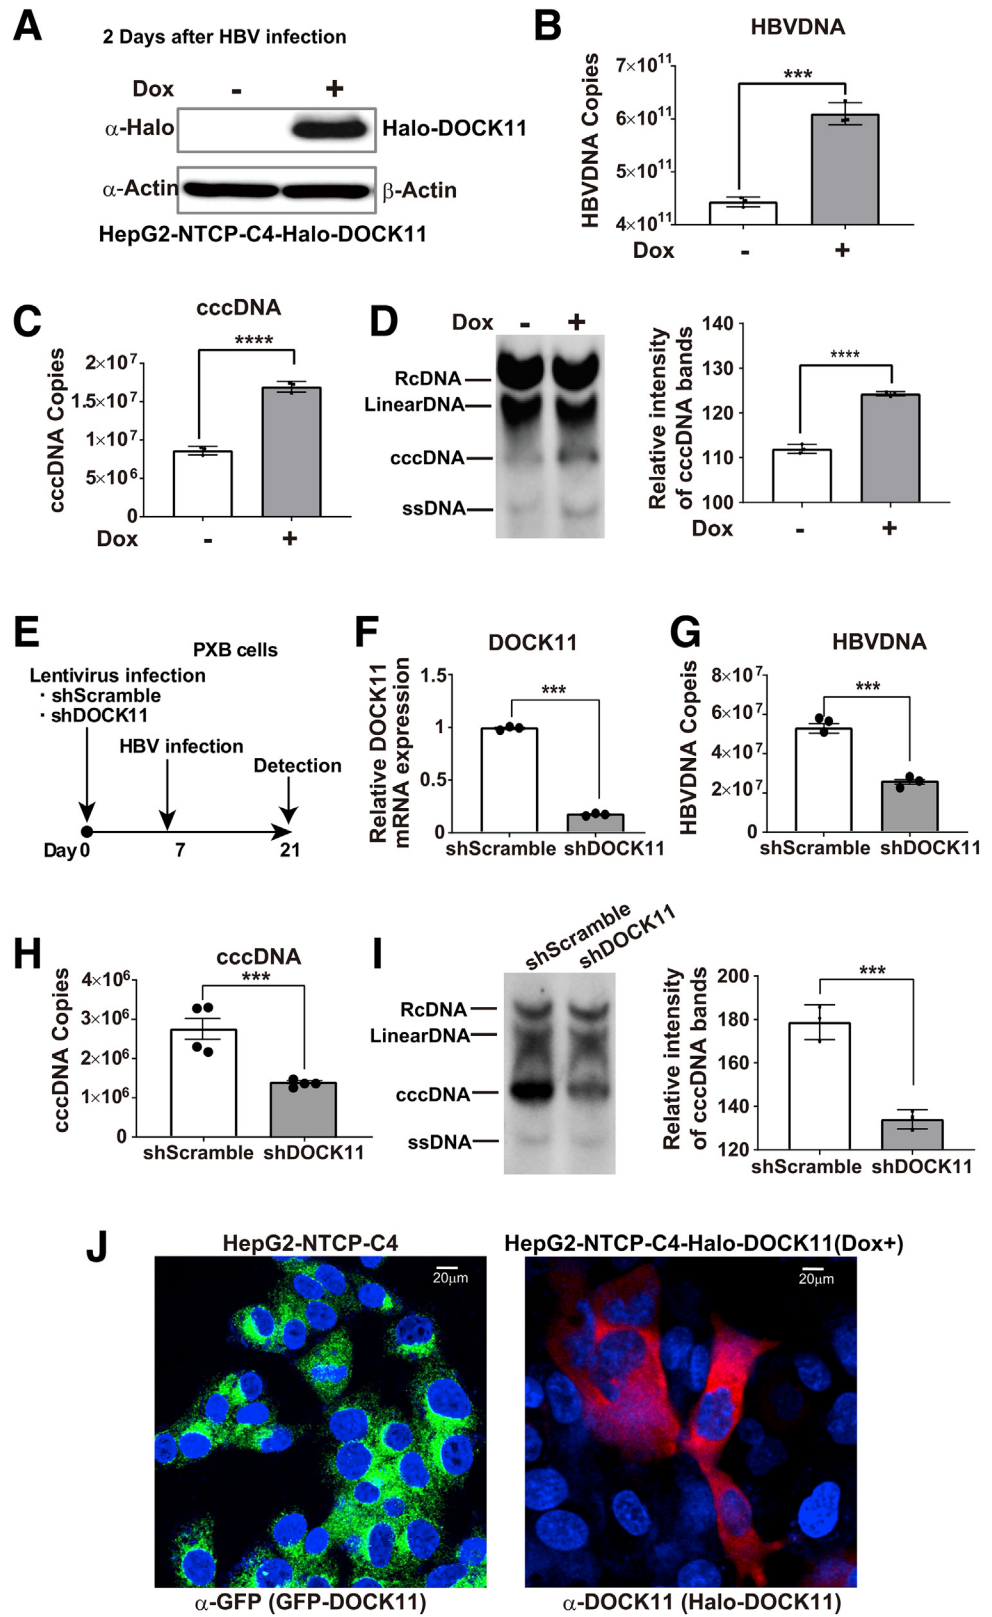 A
2 Days after HBV infection
Dox - +
α-Halo Halo-DOCK11
α-Actin β-Actin
HepG2-NTCP-C4-Halo-DOCK11
B
HBVDNA
HBVDNA Copies
7×10¹¹
6×10¹¹
5×10¹¹
4×10¹¹
***
Dox - +
C
cccDNA
cccDNA Copies
2×10⁷
1.5×10⁷
1×10⁷
5×10⁶
0
****
Dox - +
D
Dox - +
RcDNA
LinearDNA
cccDNA
ssDNA
Relative intensity
of cccDNA bands
140
130
120
110
100
****
Dox - +
E
PXB cells
Lentivirus infection
· shScramble
· shDOCK11
HBV infection
Detection
Day 0 7 21
F
DOCK11
Relative DOCK11
mRNA expression
1.5
1
0.5
0
***
shScramble shDOCK11
G
HBVDNA
HBVDNA Copeis
8×10⁷
6×10⁷
4×10⁷
2×10⁷
0
***
shScramble shDOCK11
H
cccDNA
cccDNA Copies
4×10⁶
3×10⁶
2×10⁶
1×10⁶
0
***
shScramble shDOCK11
I
shScramble
shDOCK11
RcDNA
LinearDNA
cccDNA
ssDNA
Relative intensity
of cccDNA bands
200
180
160
140
120
***
shScramble shDOCK11
J
HepG2-NTCP-C4
20μm
α-GFP (GFP-DOCK11)
HepG2-NTCP-C4-Halo-DOCK11(Dox+)
20μm
α-DOCK11 (Halo-DOCK11)